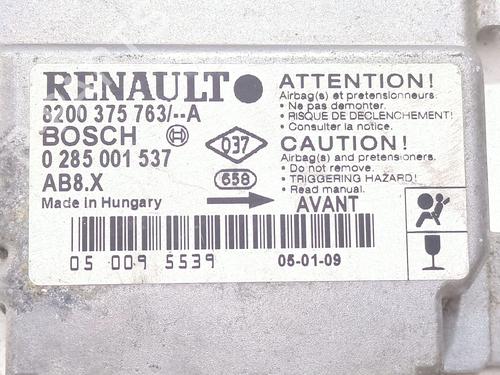 RENAULT
8200 375 763/--A
BOSCH
0 285 001 537
AB8.X
Made in Hungary
037
658
ATTENTION!
Airbag(s) et pretensionneurs.
• Ne pas demonter.
• RISQUE DE DECLENCHEMENT!
• Consulter la notice.
CAUTION!
Airbag(s) and pretensioners.
• Do not remove.
• TRIGGERING HAZARD!
• Read manual.
AVANT
05 009 5539
05-01-09